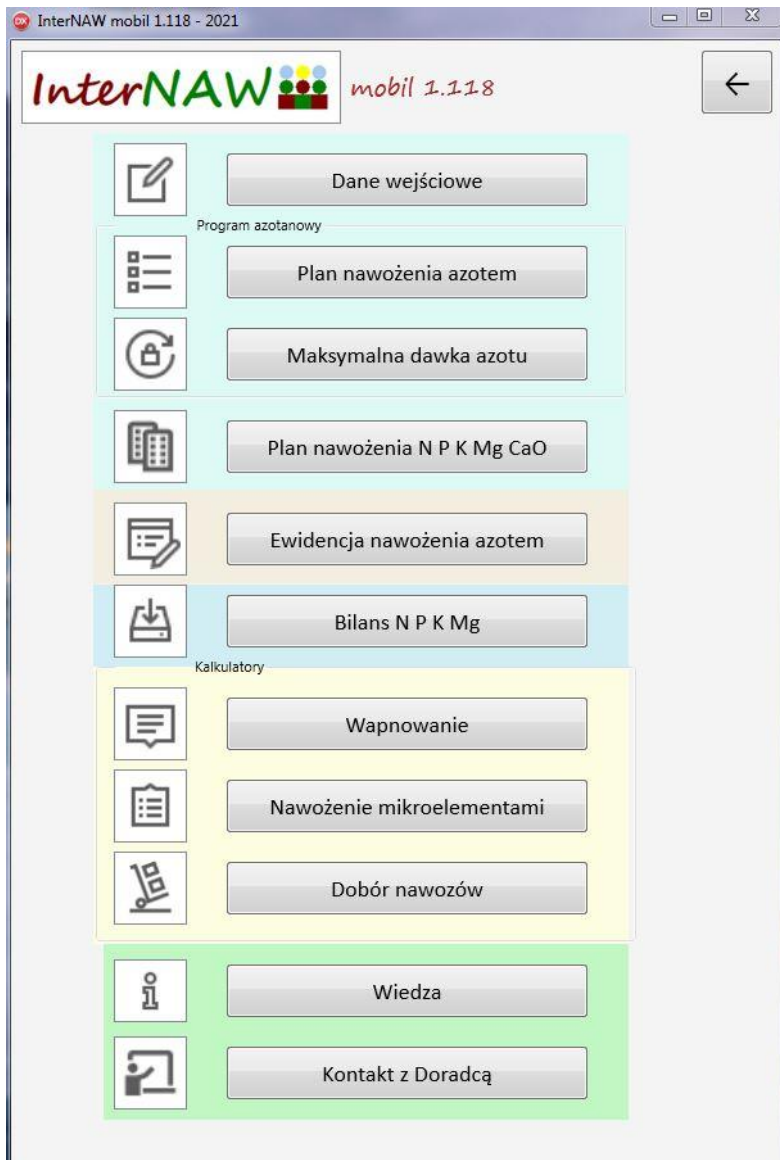 InterNAW mobil 1.118 - 2021
InterNAW mobil 1.118
Dane wejściowe
Program azotanowy
Plan nawożenia azotem
Maksymalna dawka azotu
Plan nawożenia N P K Mg CaO
Ewidencja nawożenia azotem
Bilans N P K Mg
Kalkulatory
Wapnowanie
Nawożenie mikroelementami
Dobór nawozów
Wiedza
Kontakt z Doradcą